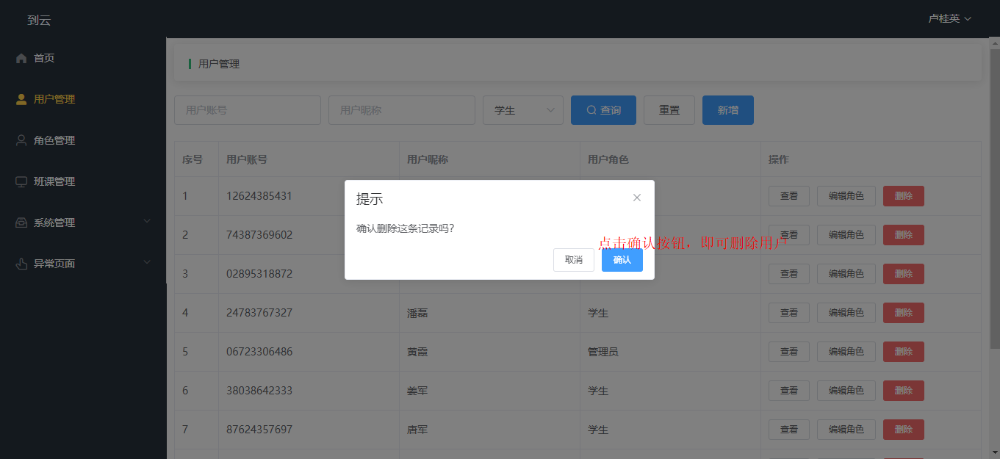 到云
卢桂英
首页
用户管理
角色管理
班课管理
系统管理
异常页面
用户管理
用户账号 用户昵称 学生 查询 重置 新增
序号 用户账号 用户昵称 用户角色 操作
1 12624385431 查看 编辑角色 删除
2 74387369602 查看 编辑角色 删除
3 02895318872 查看 编辑角色 删除
4 24783767327 潘磊 学生 查看 编辑角色 删除
5 06723306486 黄霞 管理员 查看 编辑角色 删除
6 38038642333 姜军 学生 查看 编辑角色 删除
7 87624357697 唐军 学生 查看 编辑角色 删除
提示
确认删除这条记录吗?
点击确认按钮，即可删除用户
取消 确认